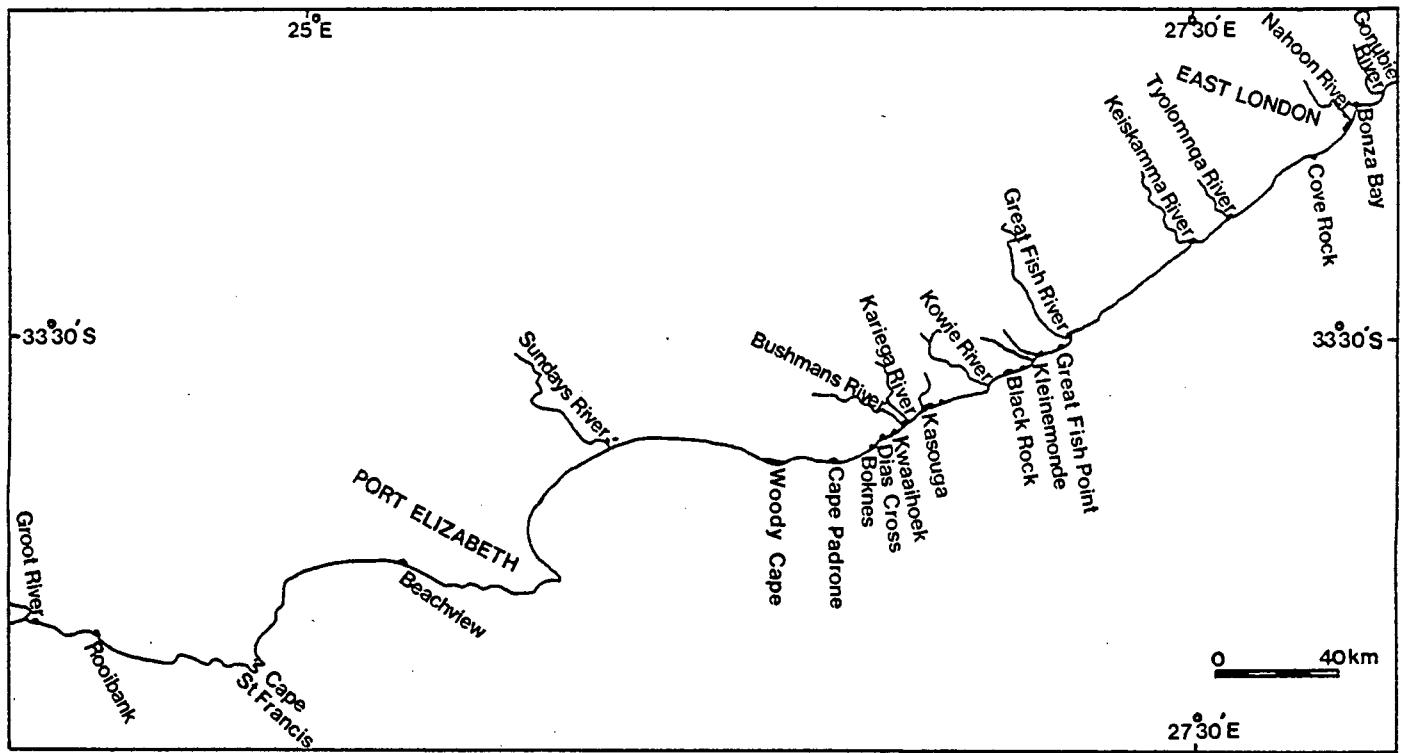 25°E
27°30'E
Gonubie
River
Nahoon River
EAST LONDON
Bonza Bay
Tyolomnqa River
Keiskamma River
Cove Rock
Great Fish River
33°30'S
33°30'S
Kowie River
Kariega River
Bushmans River
Sundays River
Great Fish Point
Kleinemonde
Black Rock
Kasouga
Kwaaihoek
Dias Cross
Boknes
Cape Padrone
Woody Cape
PORT ELIZABETH
Groot River
Beachview
Rooibank
Cape
St Francis
0 40km
27°30'E